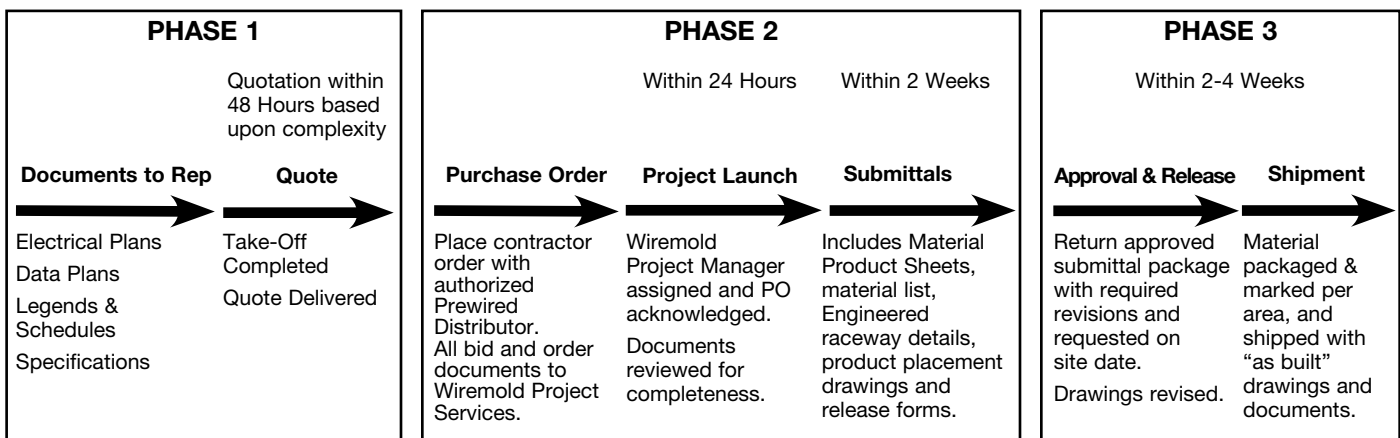 PHASE 1
Quotation within
48 Hours based
upon complexity
Documents to Rep
Electrical Plans
Data Plans
Legends &
Schedules
Specifications
Quote
Take-Off
Completed
Quote Delivered
PHASE 2
Purchase Order
Place contractor
order with
authorized
Prewired
Distributor.
All bid and order
documents to
Wiremold Project
Services.
Within 24 Hours
Project Launch
Wiremold
Project Manager
assigned and PO
acknowledged.
Documents
reviewed for
completeness.
Within 2 Weeks
Submittals
Includes Material
Product Sheets,
material list,
Engineered
raceway details,
product placement
drawings and
release forms.
PHASE 3
Within 2-4 Weeks
Approval & Release
Return approved
submittal package
with required
revisions and
requested on
site date.
Drawings revised.
Shipment
Material
packaged &
marked per
area, and
shipped with
“as built”
drawings and
documents.